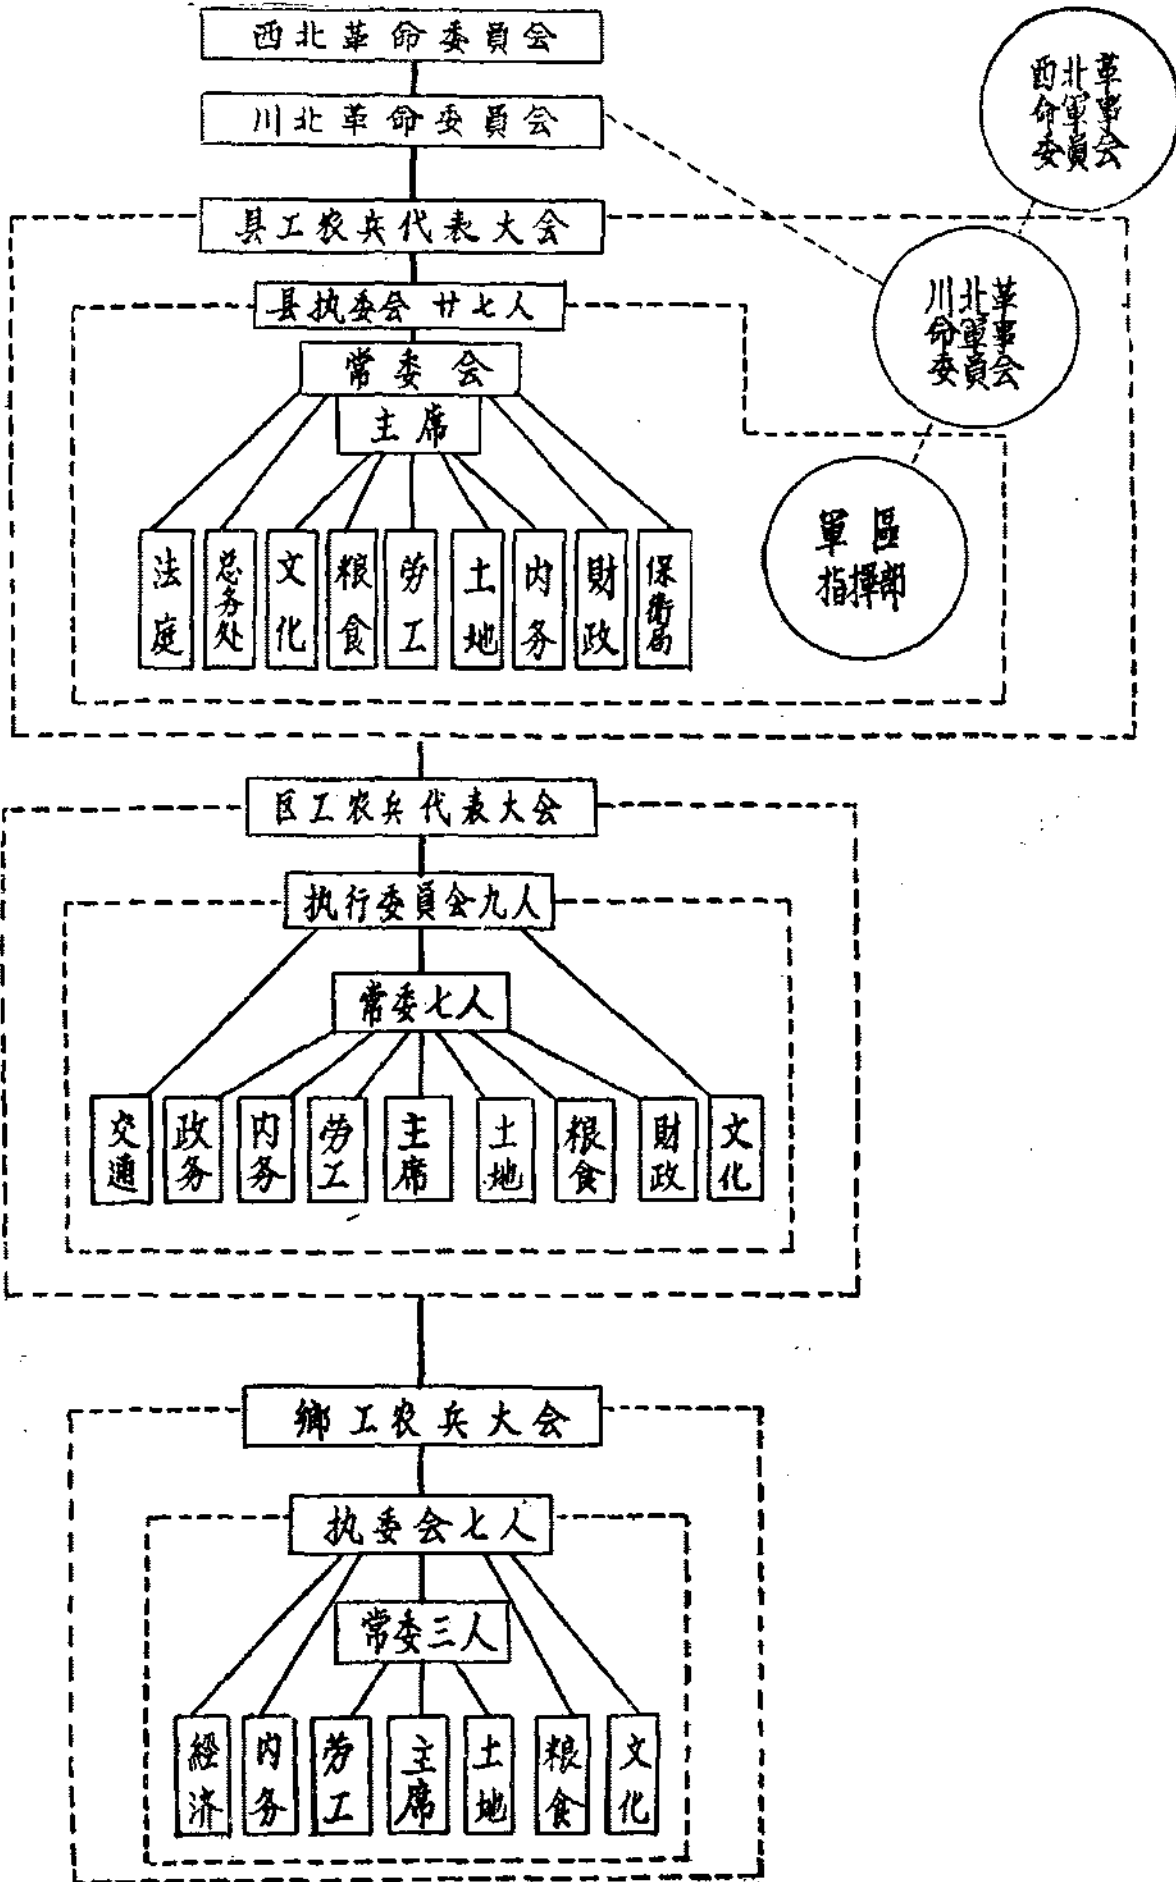 西北革命委員会
川北革命委員会
西北革
命軍事
委員会
县工农兵代表大会
川北革
命軍事
委員会
县执委会 廿七人
常委会
主席
軍區
指揮部
法庭
总务处
文化
粮食
劳工
土地
内务
財政
保衛局
区工农兵代表大会
执行委員会九人
常委七人
交通
政务
内务
劳工
主席
土地
粮食
財政
文化
鄉工农兵大会
执委会七人
常委三人
經济
内务
劳工
主席
土地
粮食
文化